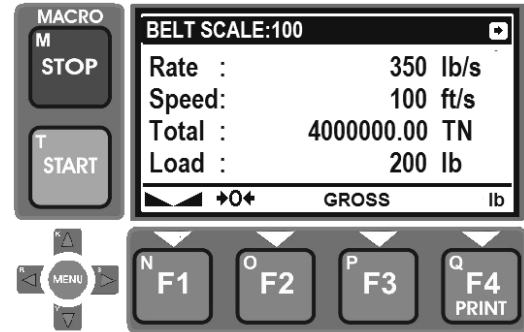 MACRO
M
STOP
T
START
BELT SCALE:100
Rate : 350 lb/s
Speed: 100 ft/s
Total : 4000000.00 TN
Load : 200 lb
→0← GROSS lb
K
R
MENU
S
N
F1
O
F2
P
F3
Q
F4
PRINT